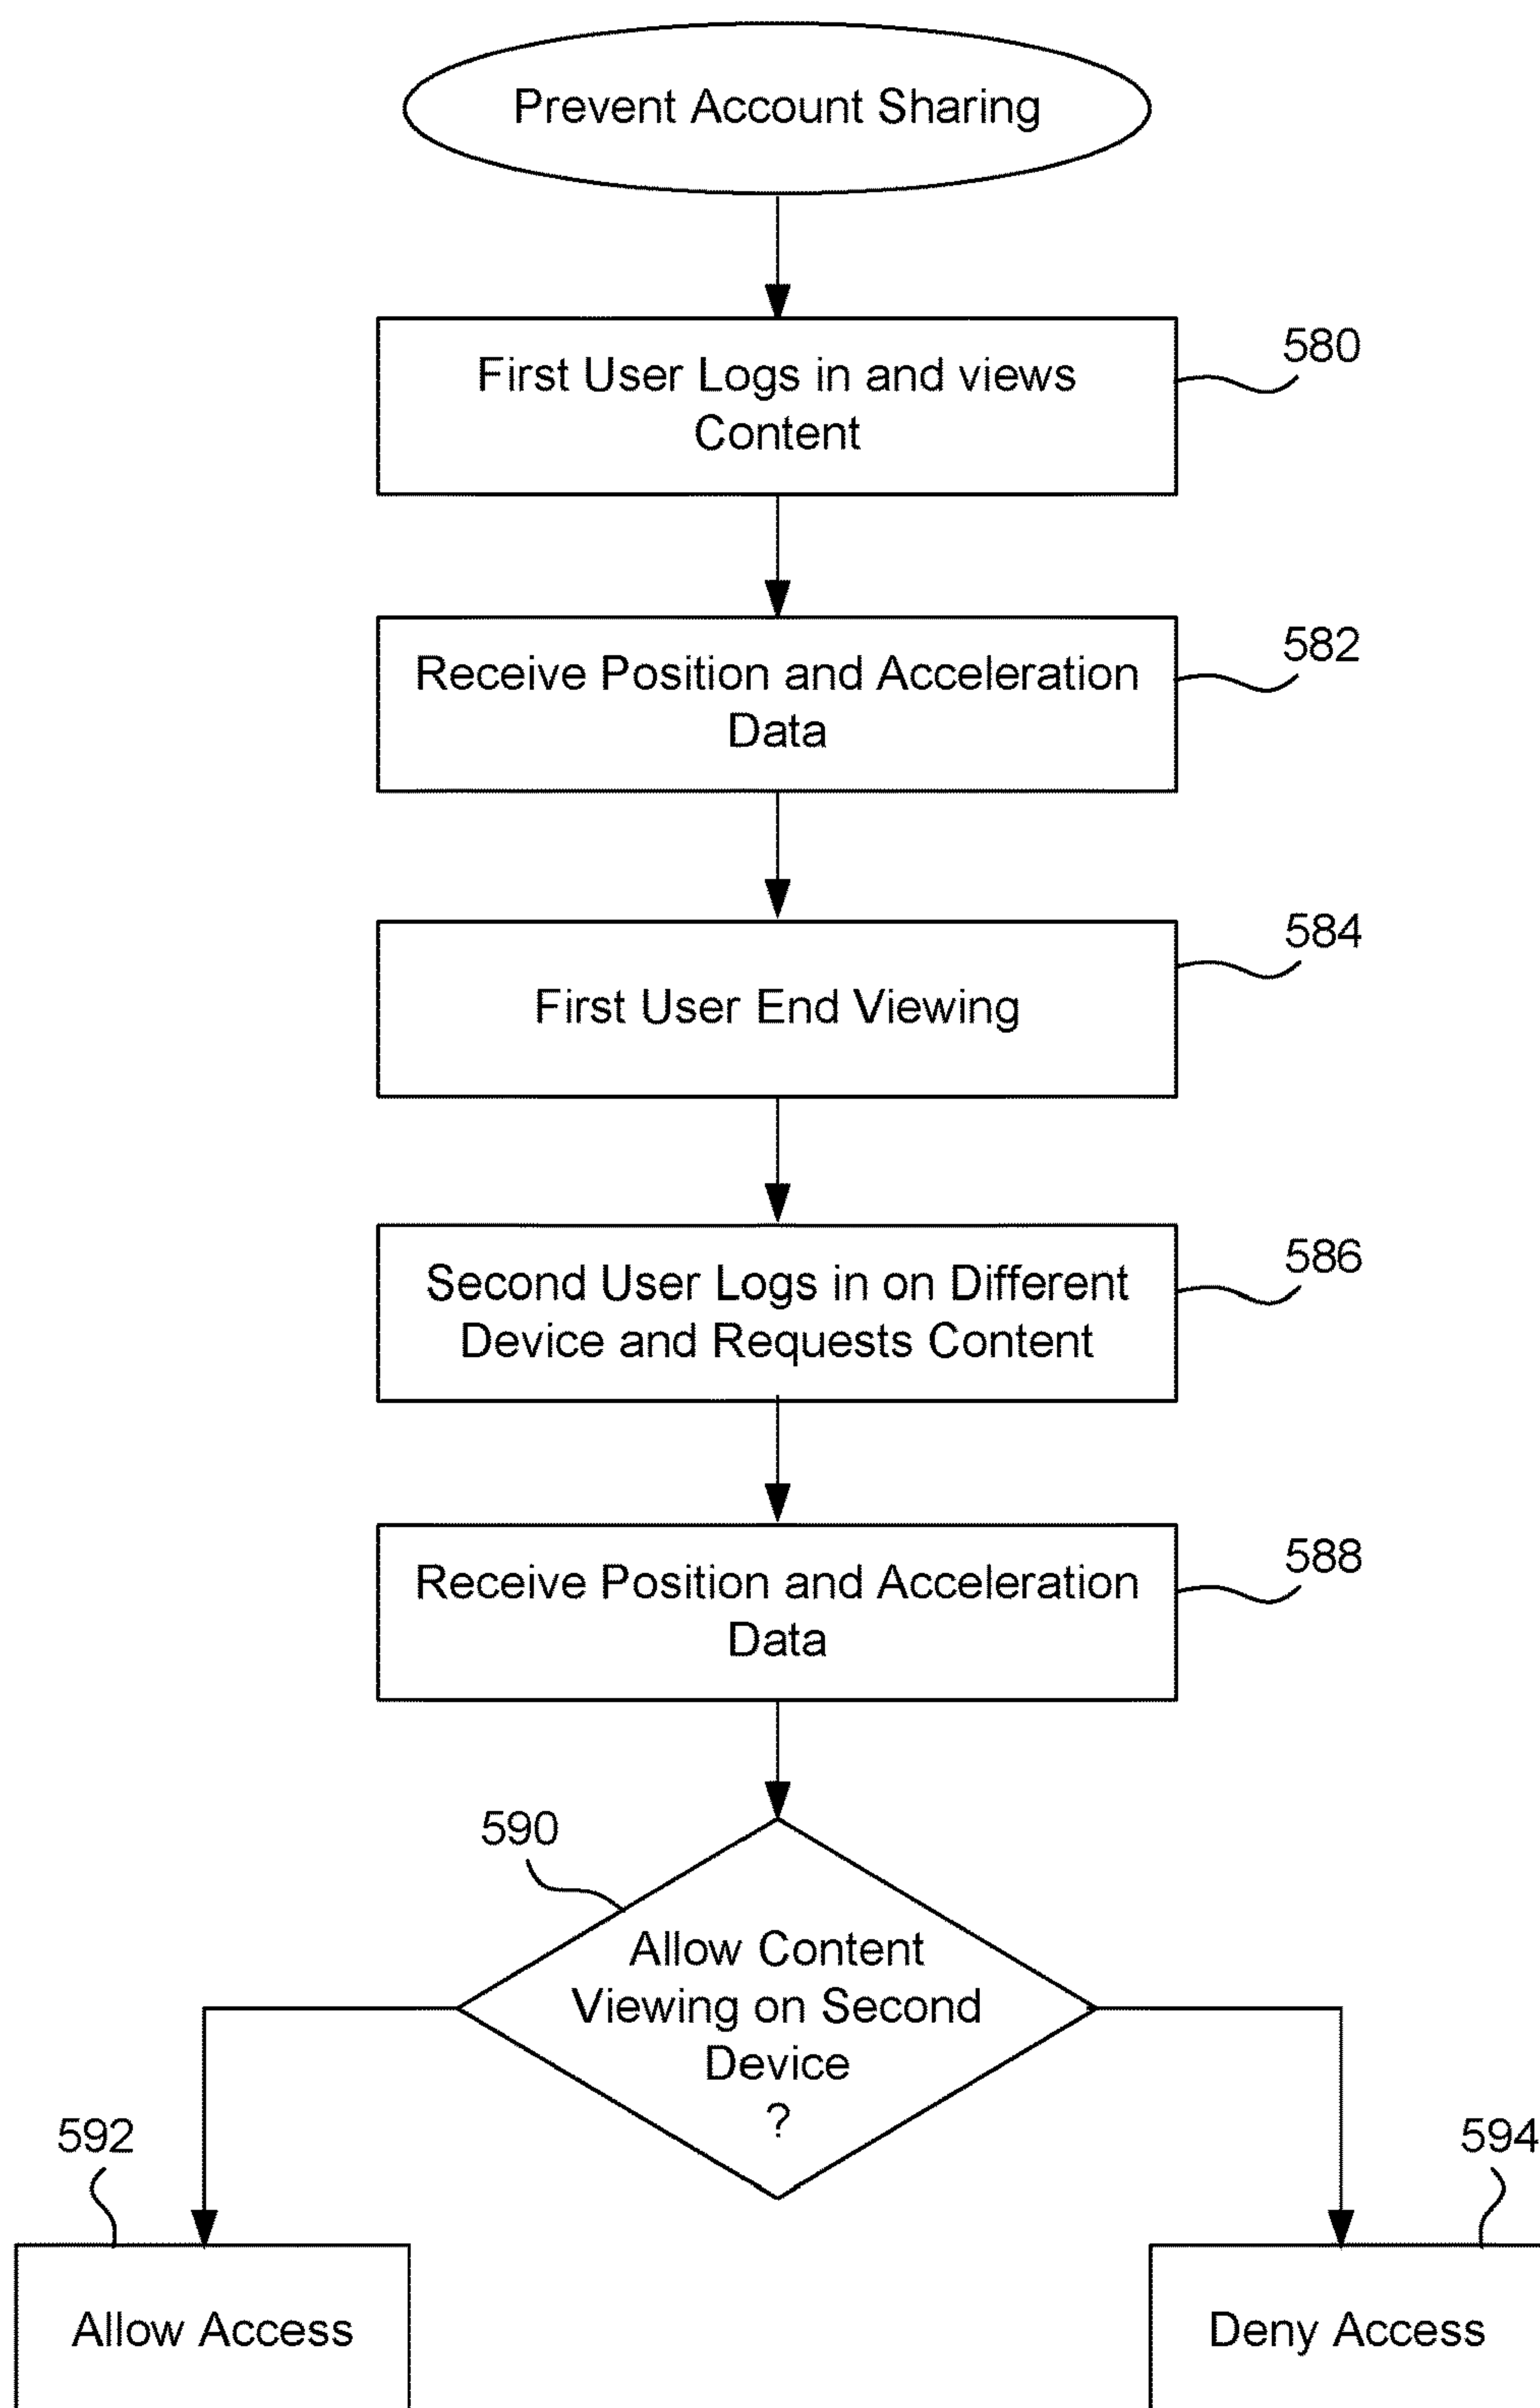 Prevent Account Sharing
First User Logs in and views
Content
580
Receive Position and Acceleration
Data
582
First User End Viewing
584
Second User Logs in on Different
Device and Requests Content
586
Receive Position and Acceleration
Data
588
590
Allow Content
Viewing on Second
Device
?
592
Allow Access
594
Deny Access